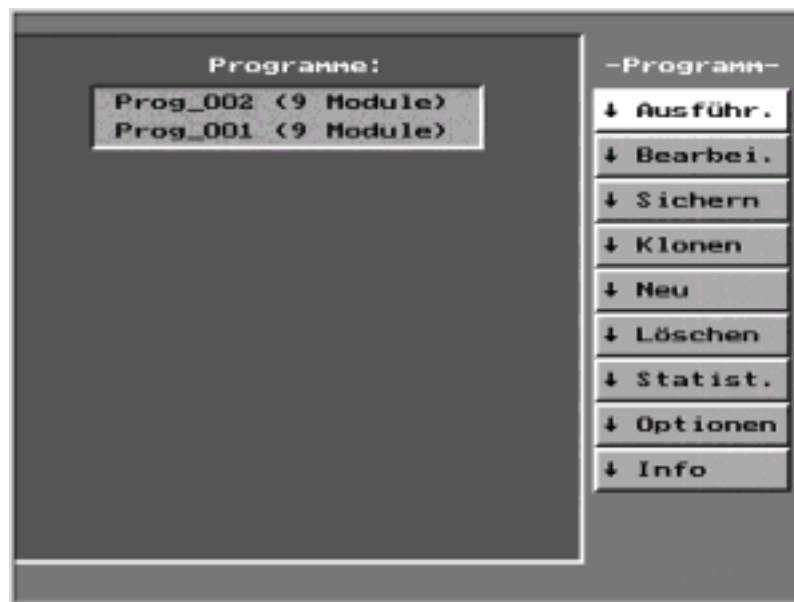 Programme:
Prog_002 (9 Module)
Prog_001 (9 Module)
-Programm-
↓ Ausführ.
↓ Bearbei.
↓ Sichern
↓ Klonen
↓ Neu
↓ Löschen
↓ Statist.
↓ Optionen
↓ Info